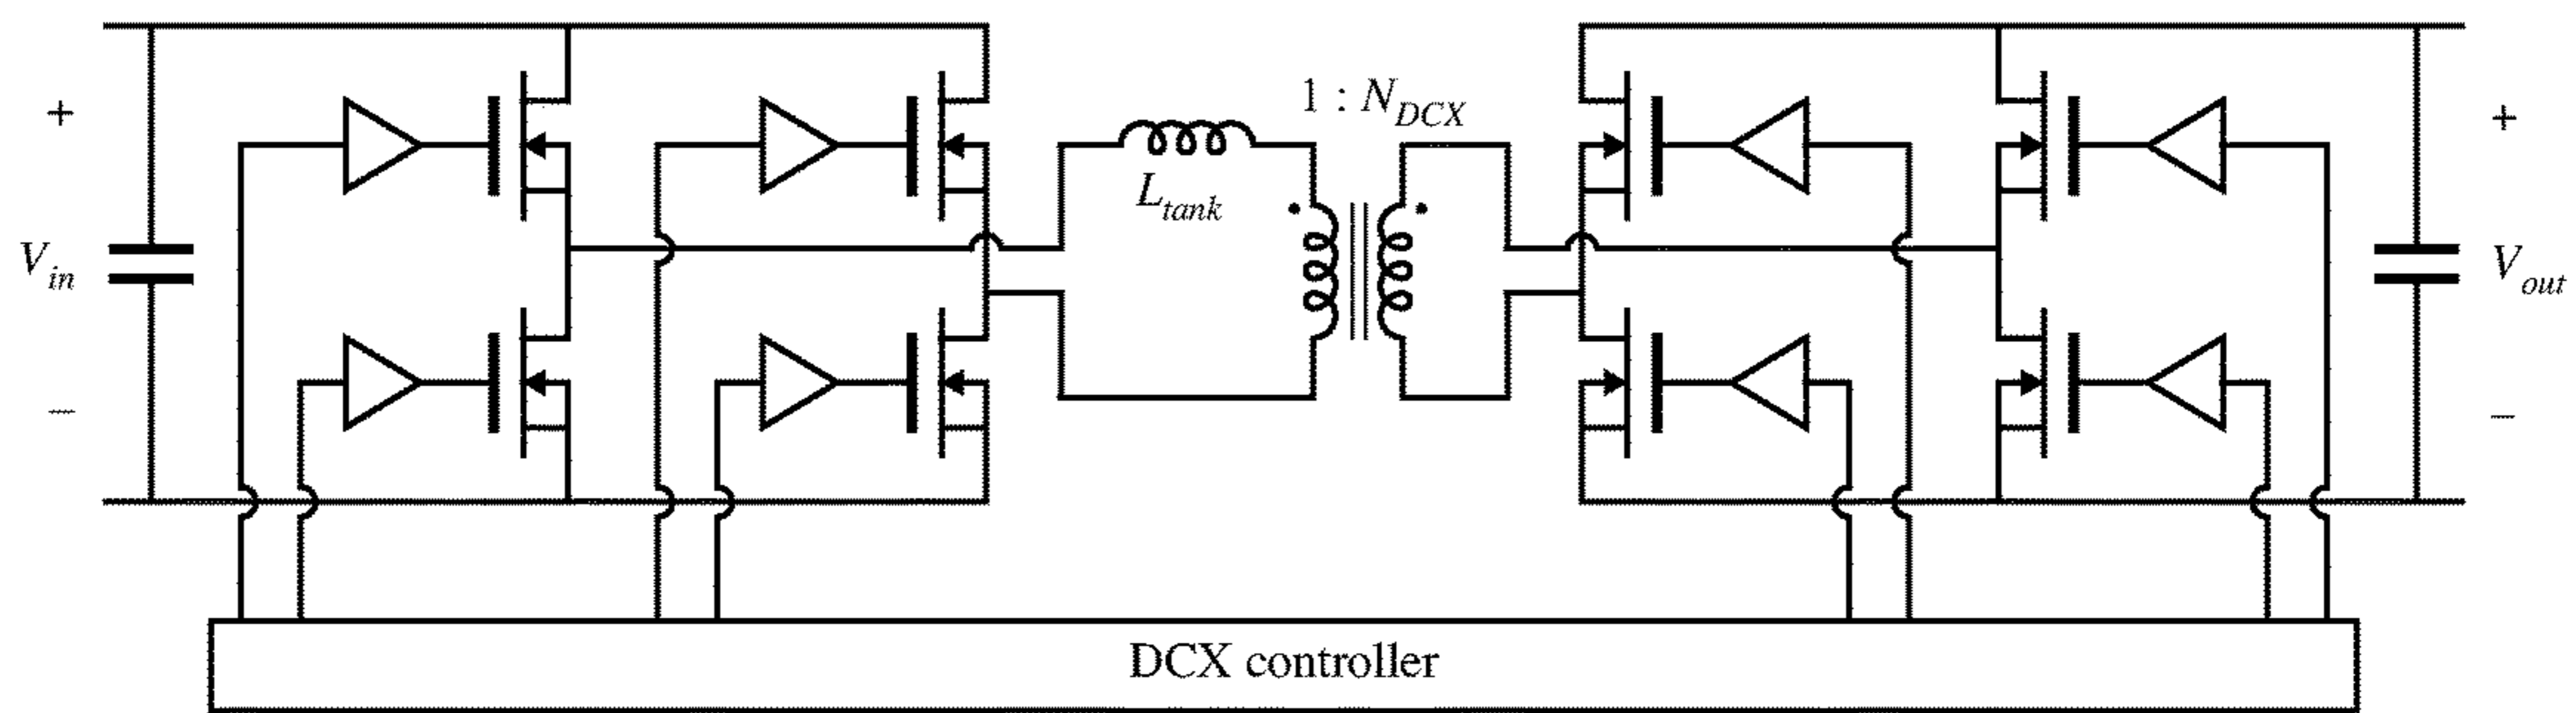 1 : N_DCX
+
+
L_tank
V_in
V_out
–
–
DCX controller